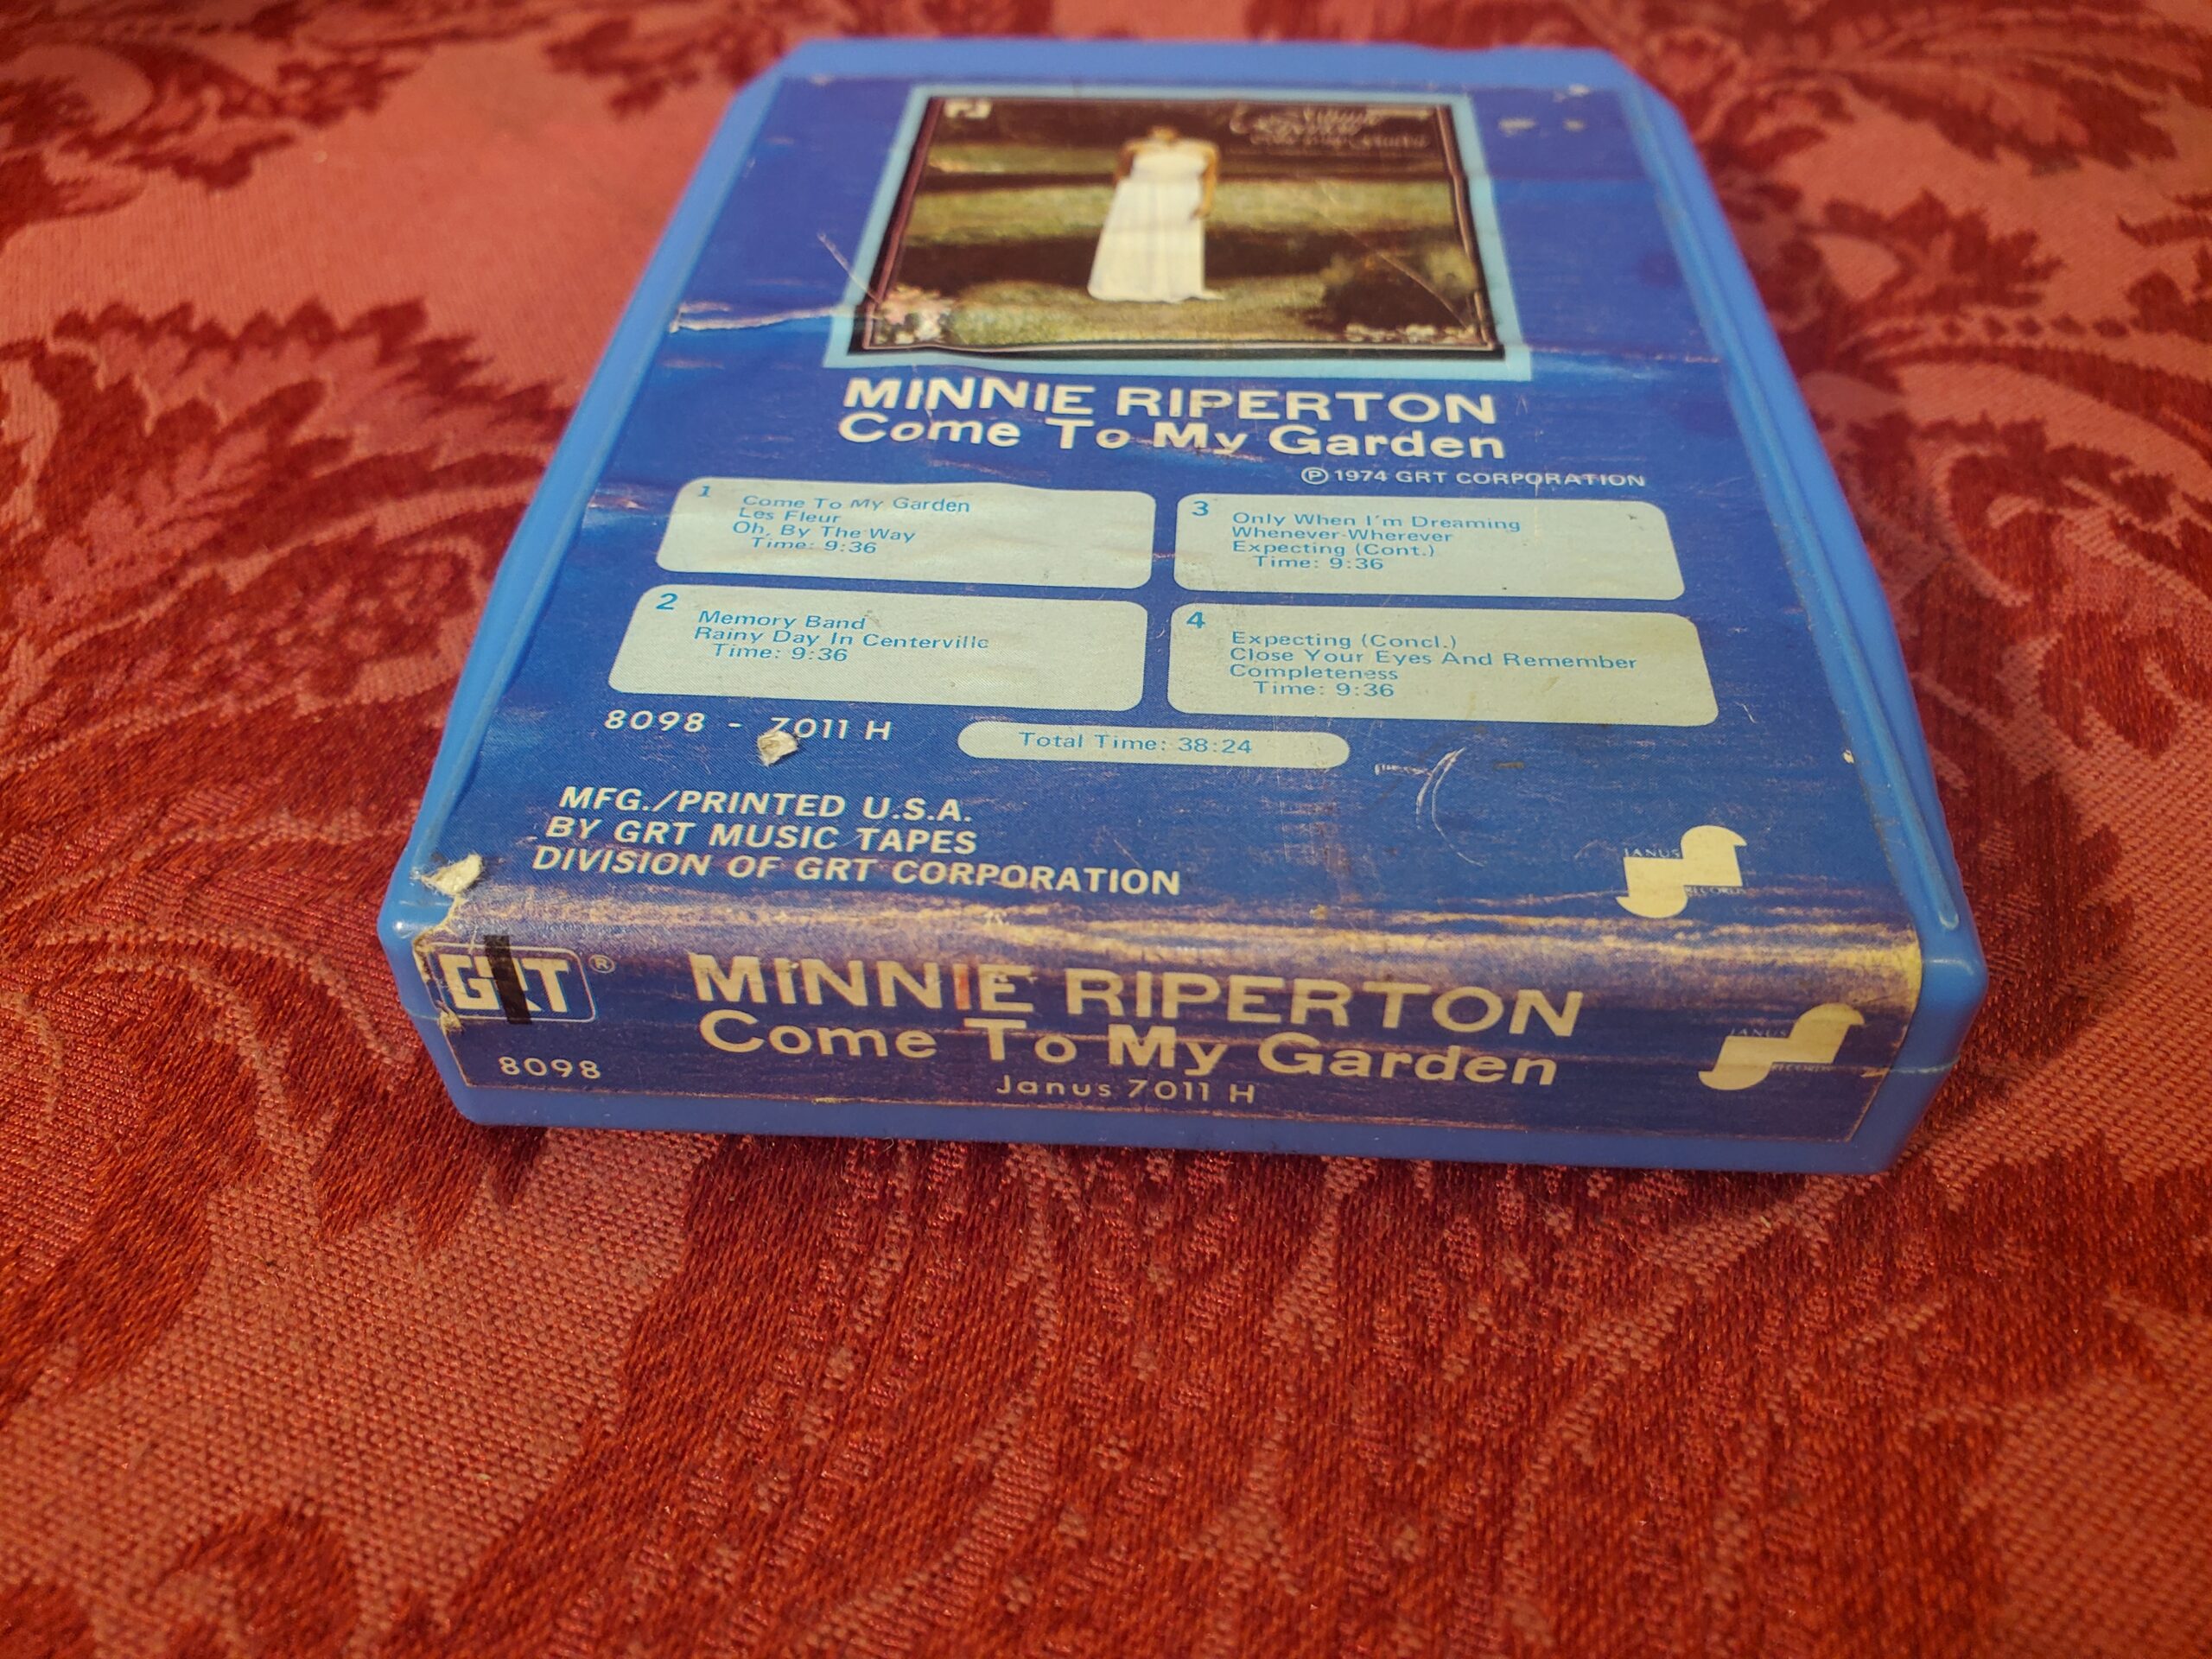 MINNIE RIPERTON
Come To My Garden
Ⓟ 1974 GRT CORPORATION
1
Come To My Garden
Les Fleur
Oh, By The Way
Time: 9:36
2
Memory Band
Rainy Day In Centerville
Time: 9:36
3
Only When I'm Dreaming
Whenever-Wherever
Expecting (Cont.)
Time: 9:36
4
Expecting (Concl.)
Close Your Eyes And Remember
Completeness
Time: 9:36
8098 - 7011 H
Total Time: 38:24
MFG./PRINTED U.S.A.
BY GRT MUSIC TAPES
DIVISION OF GRT CORPORATION
JANUS
RECORDS
GRT®
8098
MINNIE RIPERTON
Come To My Garden
Janus 7011 H
JANUS
RECORDS